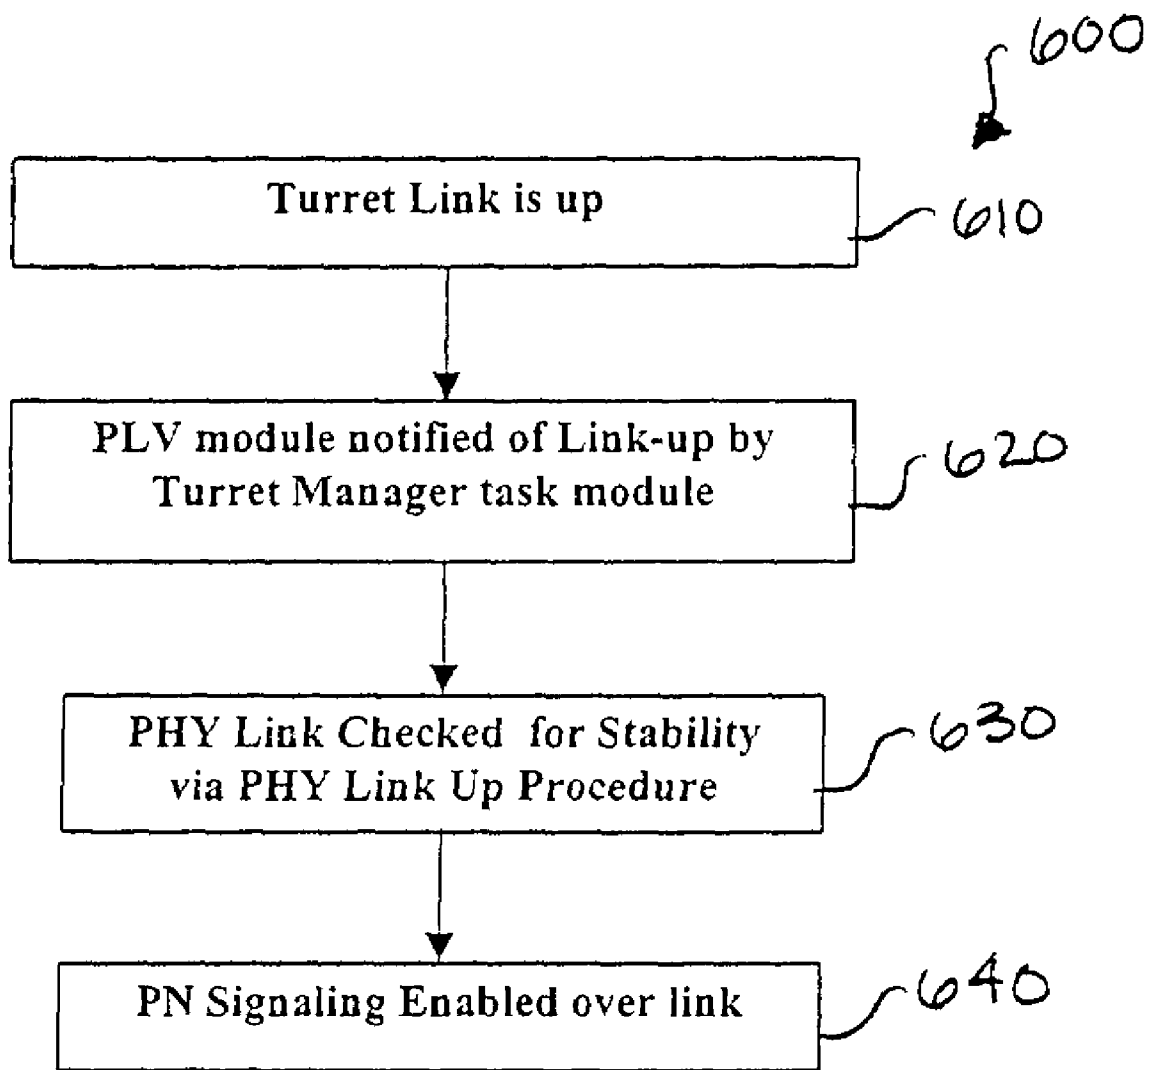 600
Turret Link is up
610
PLV module notified of Link-up by
Turret Manager task module
620
PHY Link Checked for Stability
via PHY Link Up Procedure
630
PN Signaling Enabled over link
640